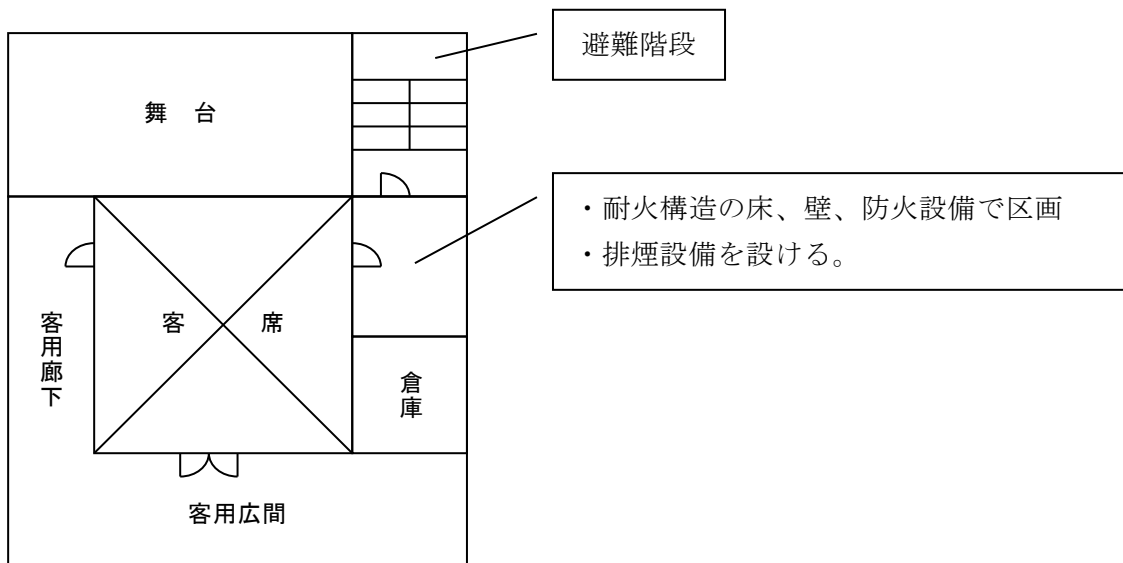 避難階段
舞 台
・耐火構造の床、壁、防火設備で区画
・排煙設備を設ける。
客用廊下
客 席
倉庫
客用広間